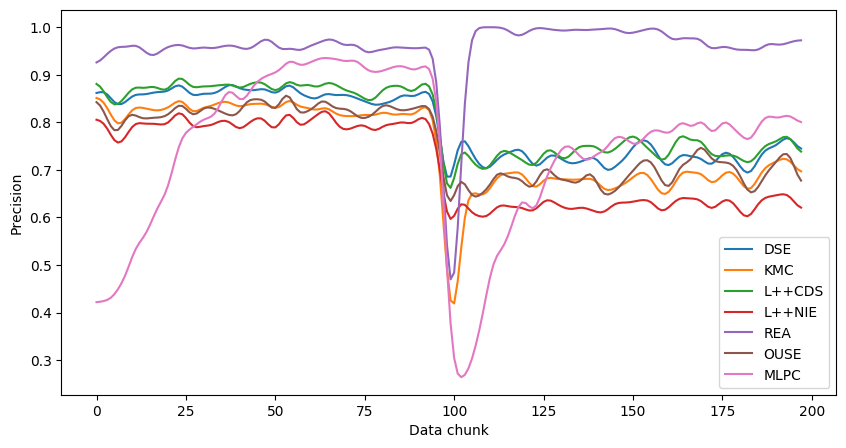 1.0
0.9
0.8
0.7
0.6
0.5
0.4
0.3
Precision
0
25
50
75
100
125
150
175
200
Data chunk
DSE
KMC
L++CDS
L++NIE
REA
OUSE
MLPC